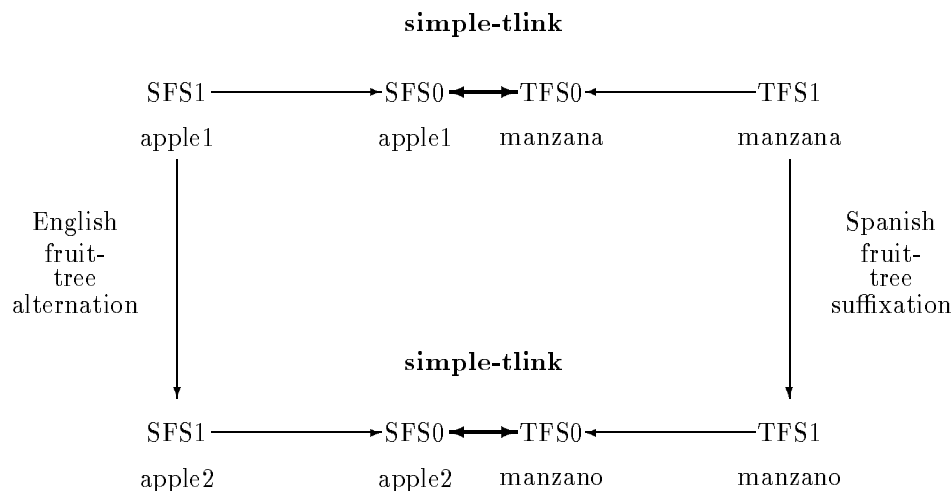 simple-tlink
SFS1 SFS0 TFS0 TFS1
apple1 apple1 manzana manzana
English
fruit-
tree
alternation
Spanish
fruit-
tree
suffixation
simple-tlink
SFS1 SFS0 TFS0 TFS1
apple2 apple2 manzano manzano